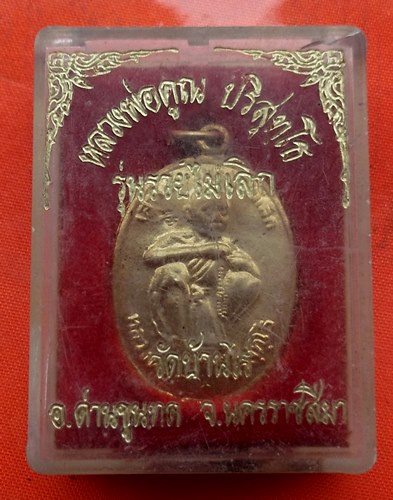 หลวงพ่อคูณ ปริสุทฺโธ
รุ่นรวยไม่เลิก
วัดบ้านไร่
อ.ด่านขุนทด จ.นครราชสีมา